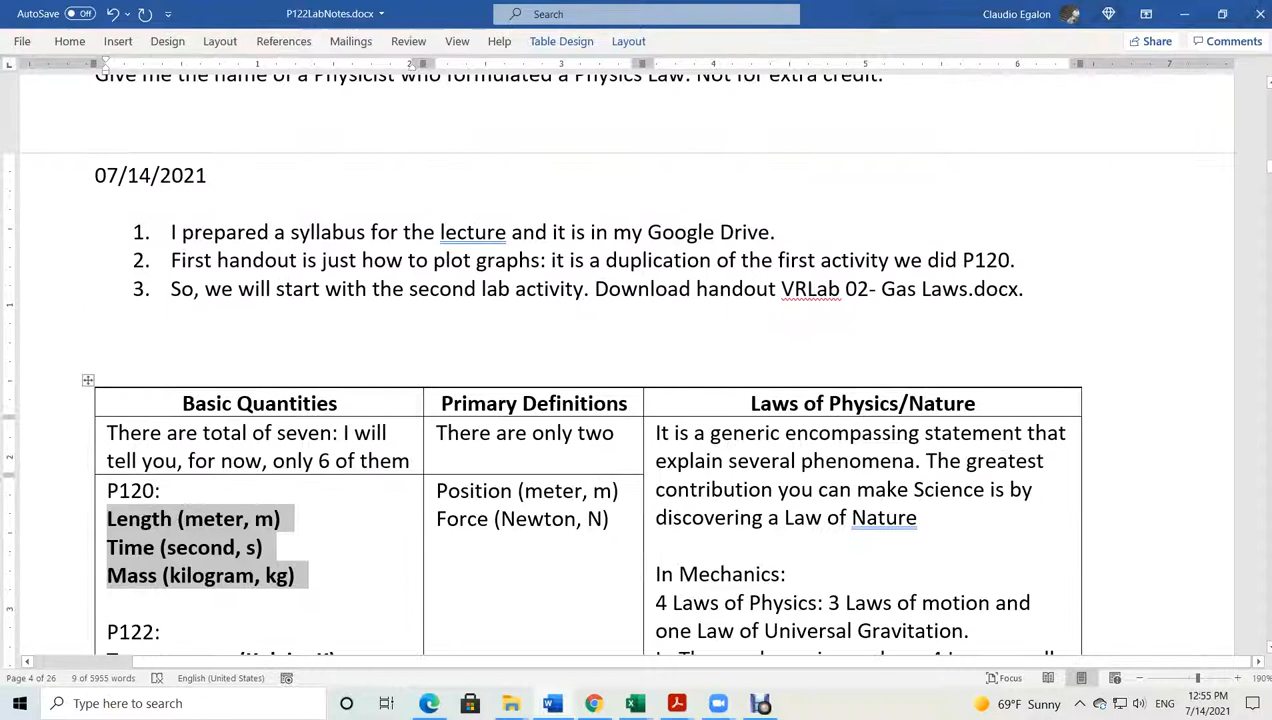 AutoSave Off P122LabNotes.docx Search Claudio Egalon
File Home Insert Design Layout References Mailings Review View Help Table Design Layout Share Comments
1 2 3 4 5 6 7
Give me the name of a Physicist who formulated a Physics Law. Not for extra credit.
07/14/2021
1. I prepared a syllabus for the lecture and it is in my Google Drive.
2. First handout is just how to plot graphs: it is a duplication of the first activity we did P120.
3. So, we will start with the second lab activity. Download handout VRLab 02- Gas Laws.docx.
Basic Quantities Primary Definitions Laws of Physics/Nature
There are total of seven: I will There are only two It is a generic encompassing statement that
tell you, for now, only 6 of them explain several phenomena. The greatest
P120: Position (meter, m) contribution you can make Science is by
Length (meter, m) Force (Newton, N) discovering a Law of Nature
Time (second, s)
Mass (kilogram, kg) In Mechanics:
4 Laws of Physics: 3 Laws of motion and
P122: one Law of Universal Gravitation.
Page 4 of 26 9 of 5955 words English (United States) Focus 190%
Type here to search 69°F Sunny ENG 12:55 PM
7/14/2021